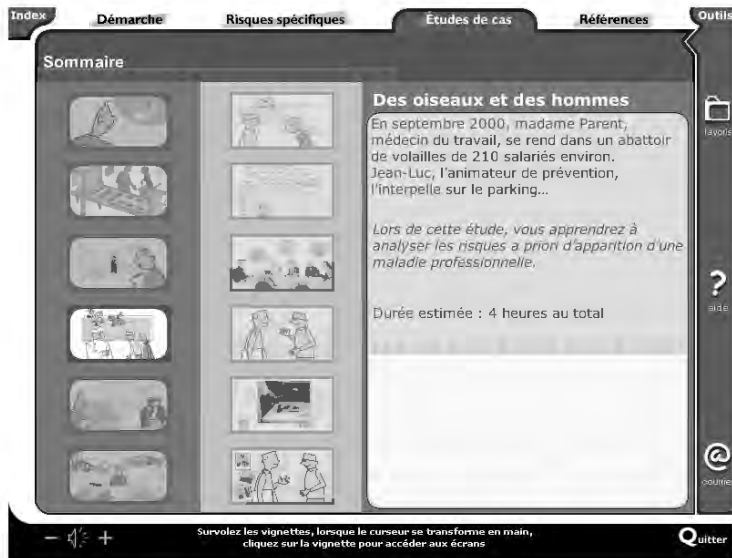 Index
Démarche
Risques spécifiques
Études de cas
Références
Outils
Sommaire
Des oiseaux et des hommes
En septembre 2000, madame Parent,
médecin du travail, se rend dans un abattoir
de volailles de 210 salariés environ.
Jean-Luc, l'animateur de prévention,
l'interpelle sur le parking...
Lors de cette étude, vous apprendrez à
analyser les risques a priori d'apparition d'une
maladie professionnelle.
Durée estimée : 4 heures au total
favoris
?
aide
@
courrier
− +
Survolez les vignettes, lorsque le curseur se transforme en main,
cliquez sur la vignette pour accéder aux écrans
Quitter